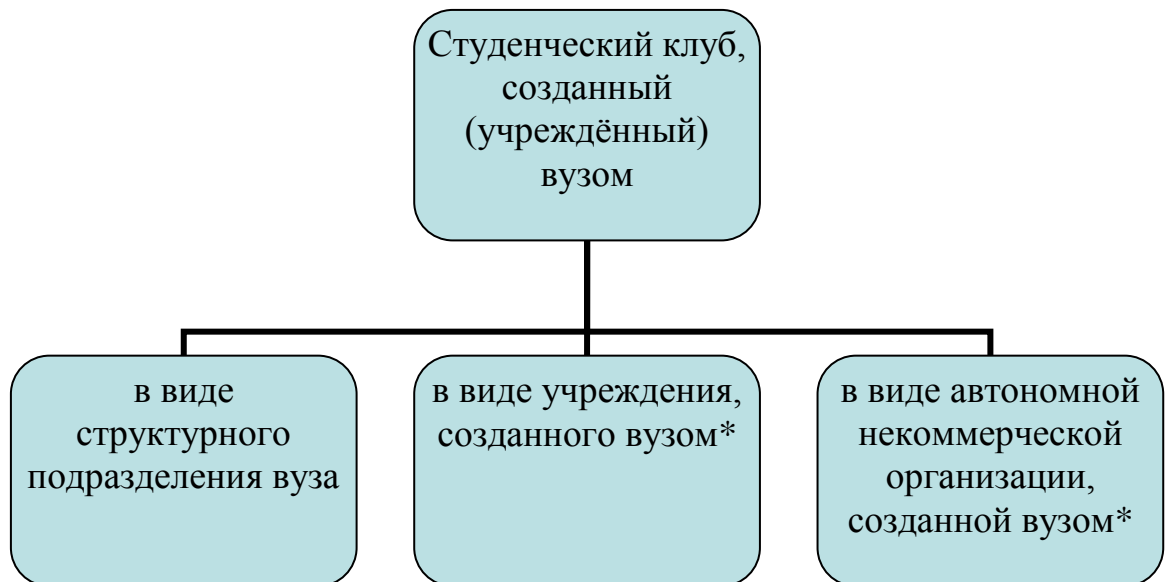 Студенческий клуб,
созданный
(учреждённый)
вузом
в виде
структурного
подразделения вуза
в виде учреждения,
созданного вузом*
в виде автономной
некоммерческой
организации,
созданной вузом*